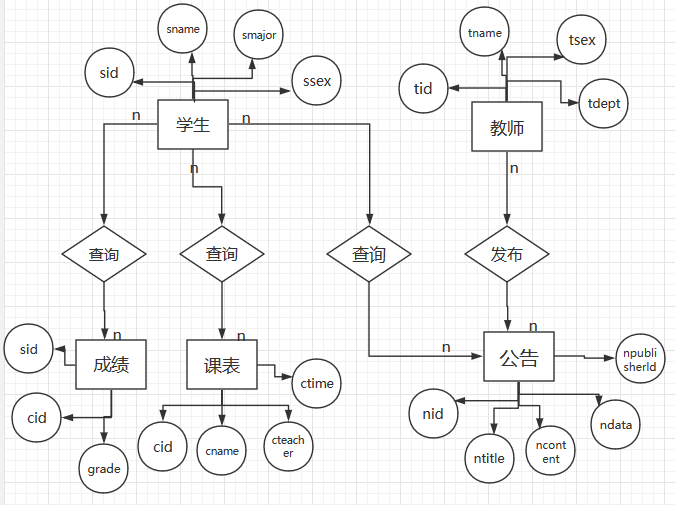 sname
smajor
sid
ssex
学生
n
n
n
tname
tsex
tid
tdept
教师
n
查询
查询
查询
发布
n
n
n
n
sid
成绩
课表
ctime
公告
npubli
sherId
cid
grade
cid
cname
cteach
er
nid
ntitle
ncont
ent
ndata